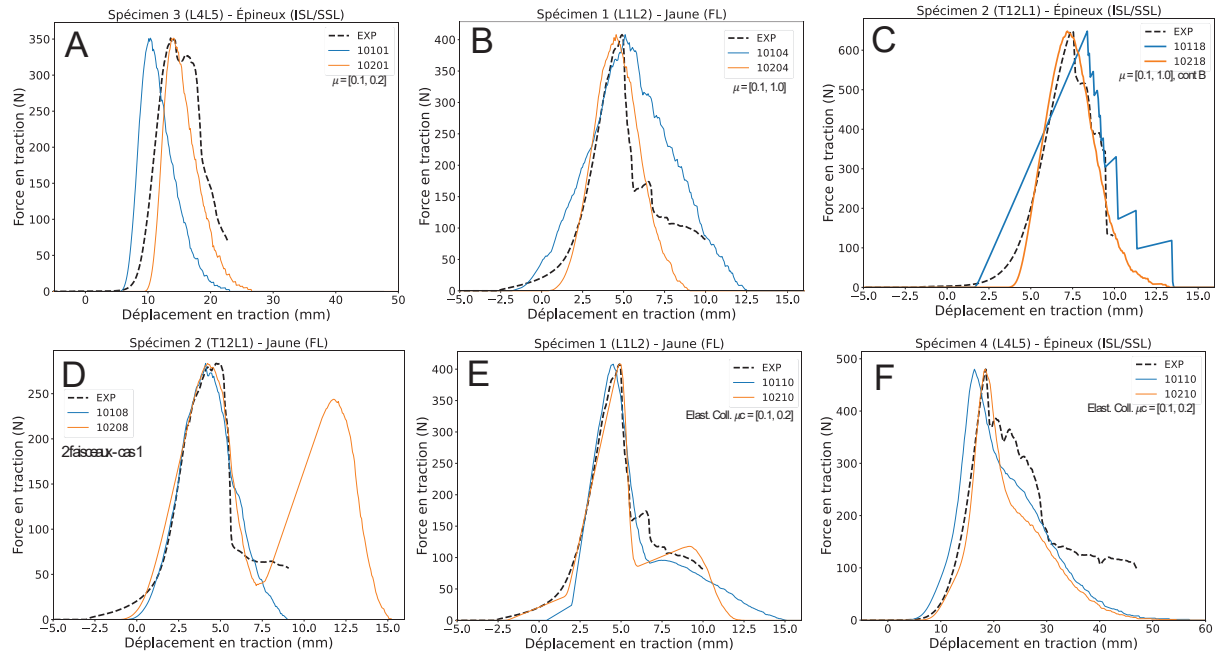 Spécimen 3 (L4L5) - Épineux (ISL/SSL)
A
EXP
10101
10201
μ = [0.1, 0.2]
Force en traction (N)
350
300
250
200
150
100
50
0
0 10 20 30 40 50
Déplacement en traction (mm)
Spécimen 1 (L1L2) - Jaune (FL)
B
EXP
10104
10204
μ = [0.1, 1.0]
Force en traction (N)
400
350
300
250
200
150
100
50
0
−5.0 −2.5 0.0 2.5 5.0 7.5 10.0 12.5 15.0
Déplacement en traction (mm)
Spécimen 2 (T12L1) - Épineux (ISL/SSL)
C
EXP
10118
10218
μ = [0.1, 1.0], cont B
Force en traction (N)
600
500
400
300
200
100
0
−5.0 −2.5 0.0 2.5 5.0 7.5 10.0 12.5 15.0
Déplacement en traction (mm)
Spécimen 2 (T12L1) - Jaune (FL)
D
EXP
10108
10208
2 faisceaux - cas 1
Force en traction (N)
250
200
150
100
50
0
−5.0 −2.5 0.0 2.5 5.0 7.5 10.0 12.5 15.0
Déplacement en traction (mm)
Spécimen 1 (L1L2) - Jaune (FL)
E
EXP
10110
10210
Elast. Coll. μc = [0.1, 0.2]
Force en traction (N)
400
350
300
250
200
150
100
50
0
−5.0 −2.5 0.0 2.5 5.0 7.5 10.0 12.5 15.0
Déplacement en traction (mm)
Spécimen 4 (L4L5) - Épineux (ISL/SSL)
F
EXP
10110
10210
Elast. Coll. μc = [0.1, 0.2]
Force en traction (N)
500
400
300
200
100
0
0 10 20 30 40 50 60
Déplacement en traction (mm)